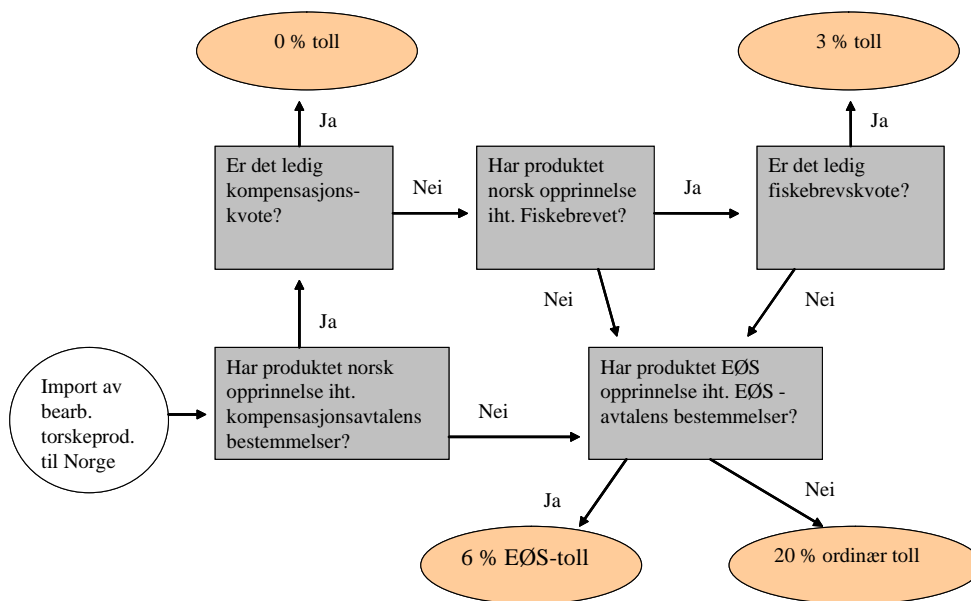 0 % toll
3 % toll
Ja
Ja
Er det ledig
kompensasjons-
kvote?
Nei
Har produktet
norsk opprinnelse
iht. Fiskebrevet?
Ja
Er det ledig
fiskebrevskvote?
Nei
Nei
Ja
Import av
bearb.
torskeprod.
til Norge
Har produktet norsk
opprinnelse iht.
kompensasjonsavtalens
bestemmelser?
Nei
Har produktet EØS
opprinnelse iht. EØS -
avtalens bestemmelser?
Ja
Nei
6 % EØS-toll
20 % ordinær toll